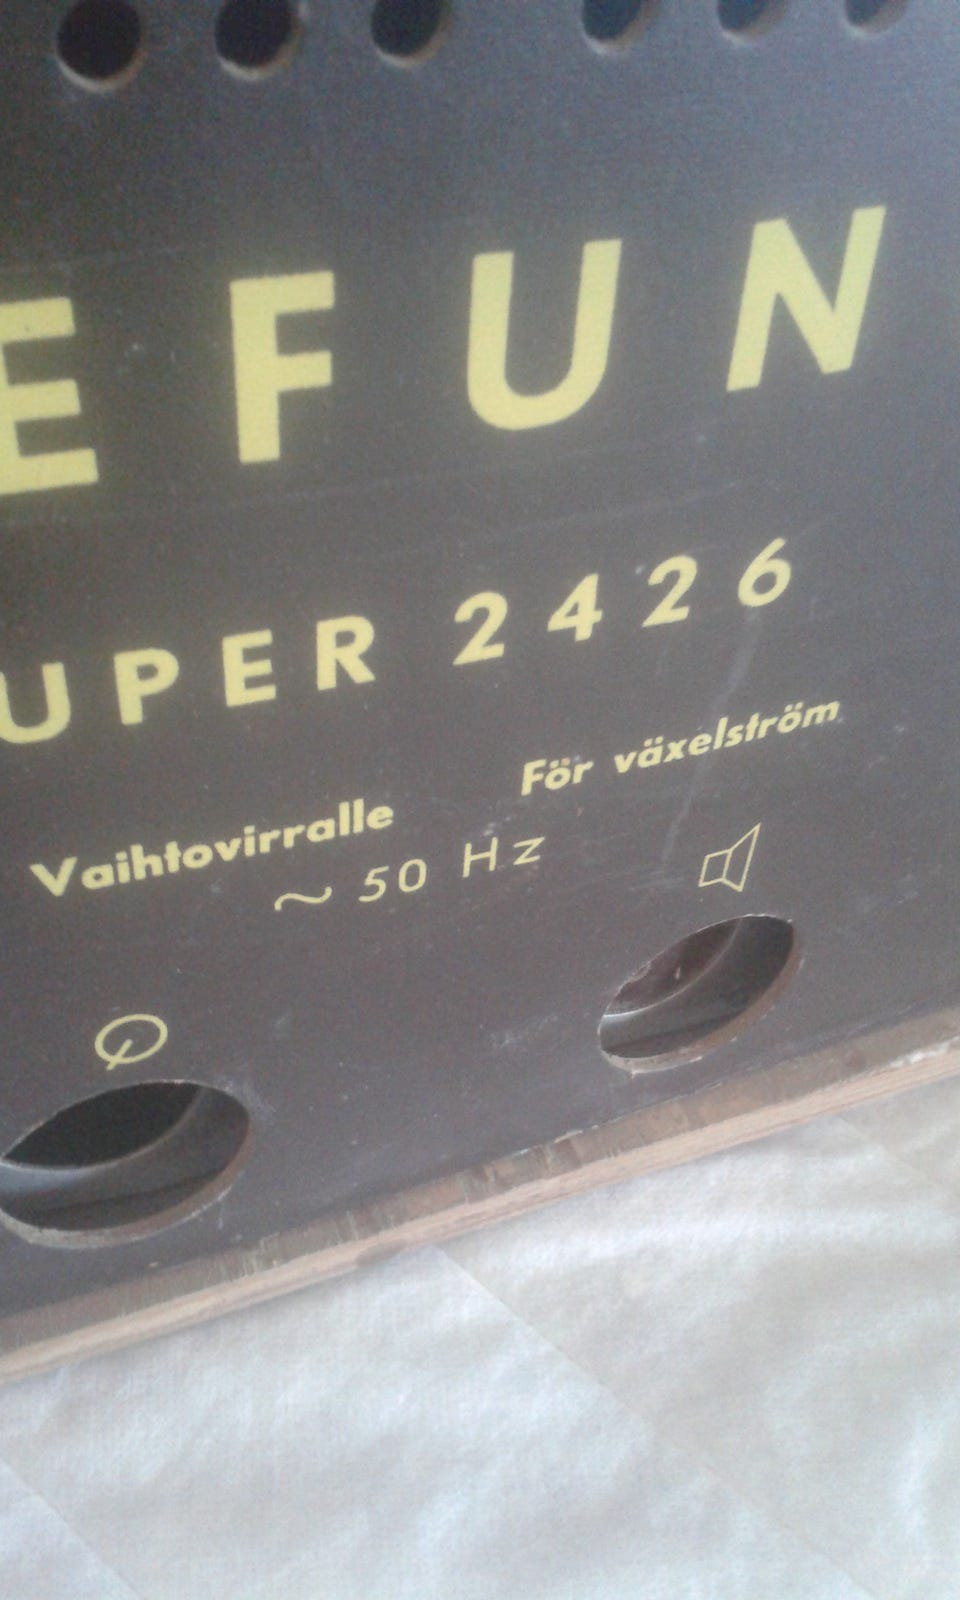 EFUN
UPER 2426
Vaihtovirralle För växelström
~ 50 Hz